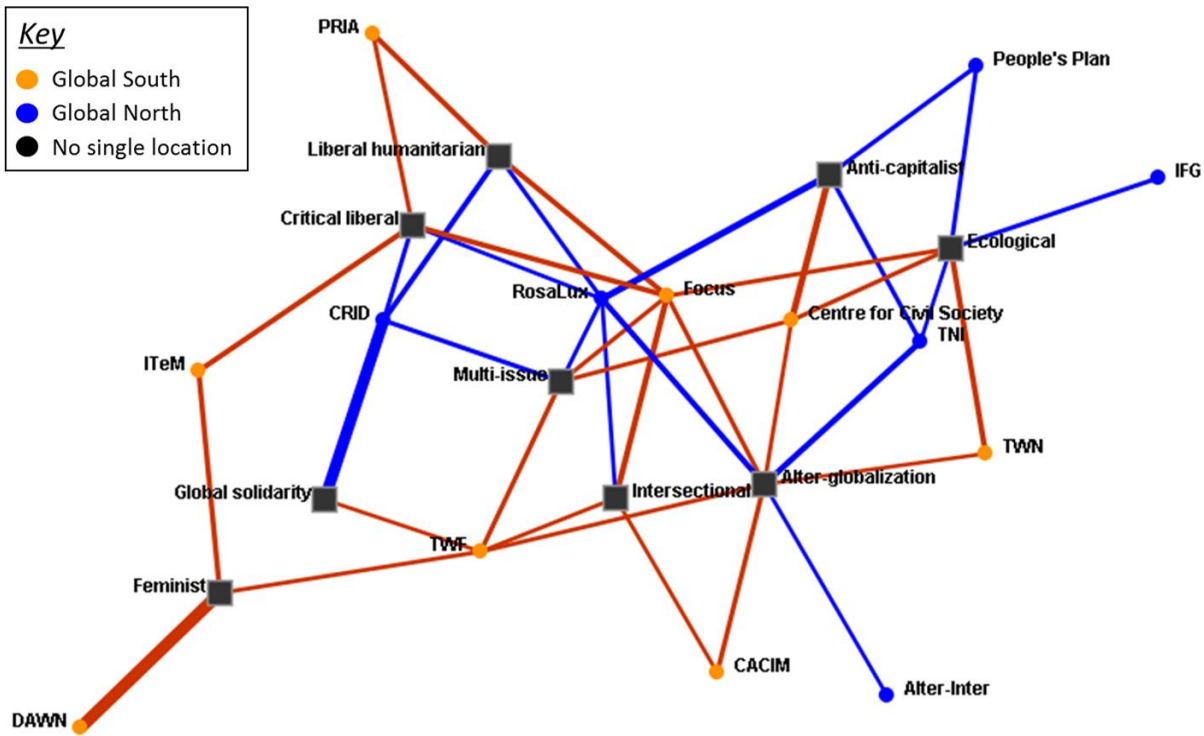 Key
Global South
Global North
No single location
PRIA
People's Plan
Liberal humanitarian
Anti-capitalist
IFG
Critical liberal
Ecological
RosaLux
Focus
CRID
Centre for Civil Society
TNI
ITeM
Multi-issue
TWN
Global solidarity
Intersectional
Alter-globalization
TWF
Feminist
CACIM
Alter-Inter
DAWN